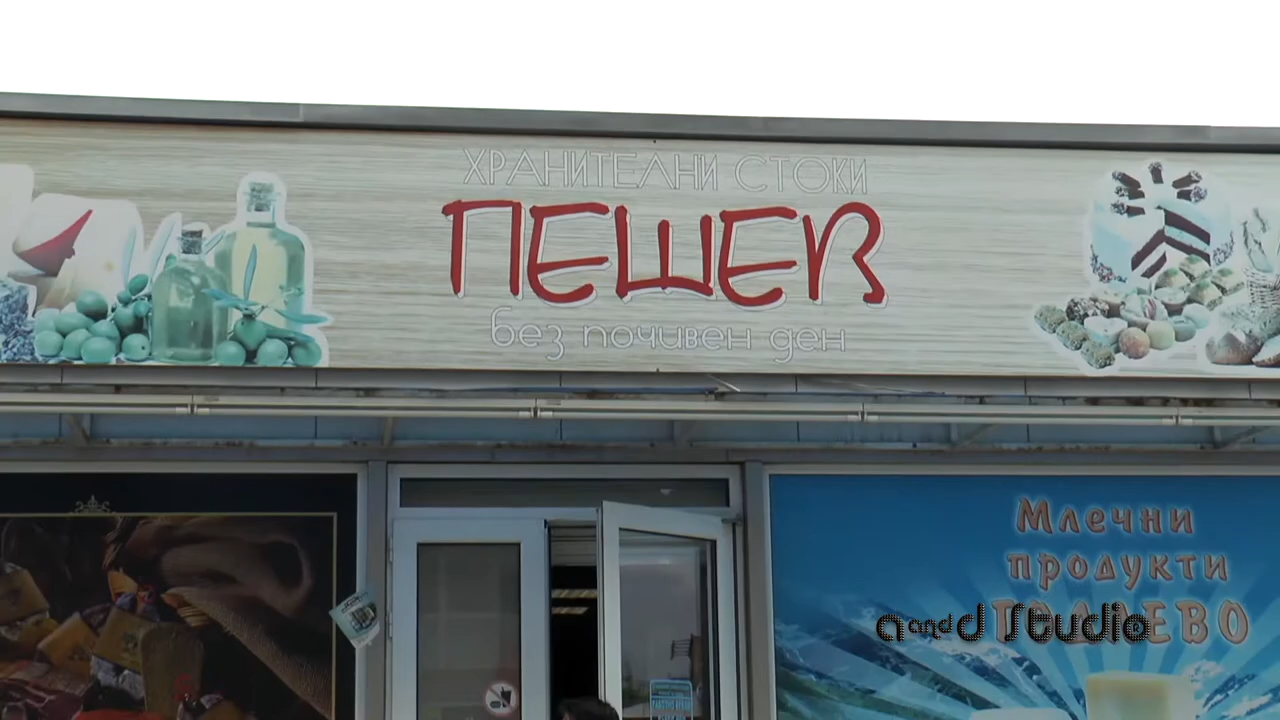 ХРАНИТЕЛНИ СТОКИ
ПЕШЕВ
без почивен ден
Млечни
продукти
a and d Studio